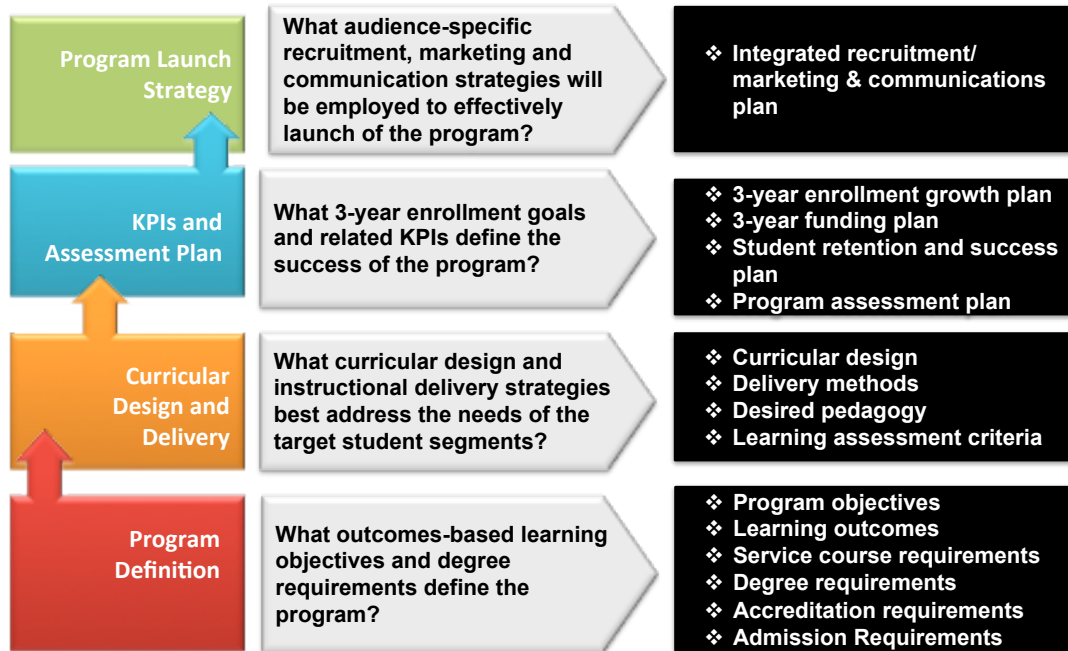 Program Launch
Strategy
What audience-specific
recruitment, marketing and
communication strategies will
be employed to effectively
launch of the program?
❖ Integrated recruitment/
marketing & communications
plan
KPIs and
Assessment Plan
What 3-year enrollment goals
and related KPIs define the
success of the program?
❖ 3-year enrollment growth plan
❖ 3-year funding plan
❖ Student retention and success
plan
❖ Program assessment plan
Curricular
Design and
Delivery
What curricular design and
instructional delivery strategies
best address the needs of the
target student segments?
❖ Curricular design
❖ Delivery methods
❖ Desired pedagogy
❖ Learning assessment criteria
Program
Definition
What outcomes-based learning
objectives and degree
requirements define the
program?
❖ Program objectives
❖ Learning outcomes
❖ Service course requirements
❖ Degree requirements
❖ Accreditation requirements
❖ Admission Requirements